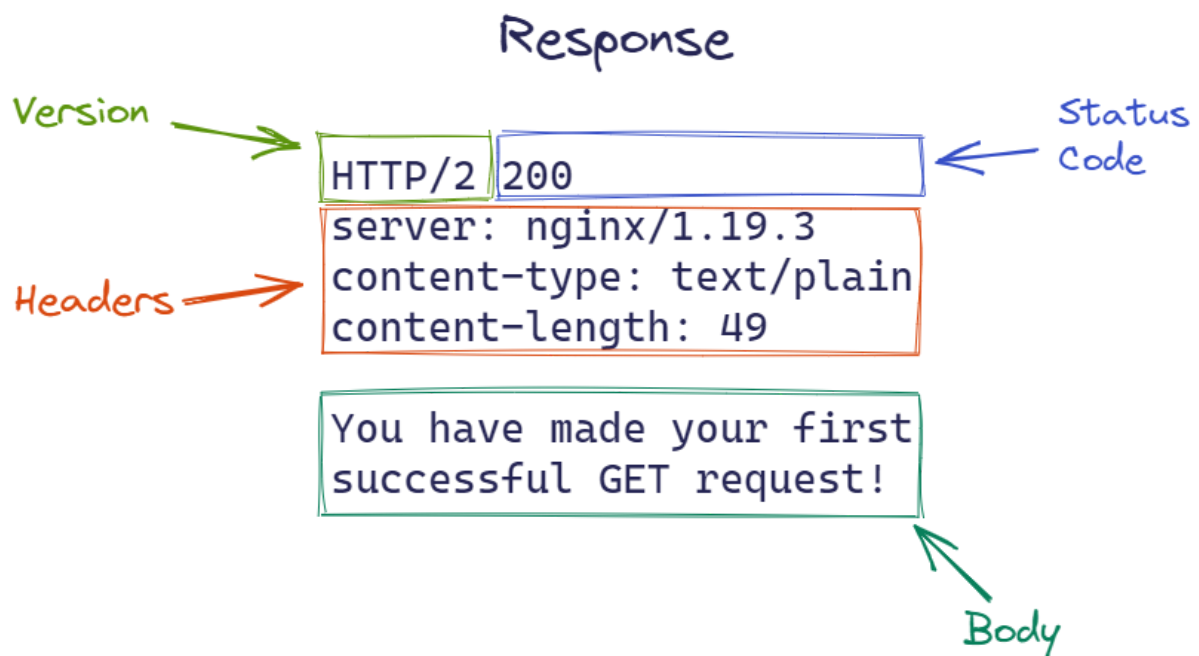 Response
Version
Status
Code
HTTP/2 200
server: nginx/1.19.3
content-type: text/plain
Headers
content-length: 49
You have made your first
successful GET request!
Body